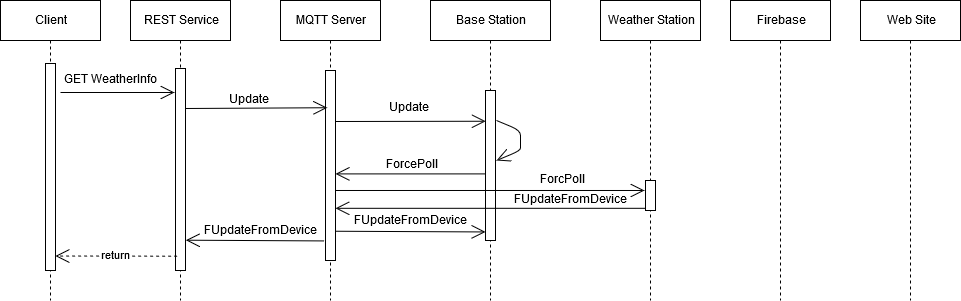 Client
REST Service
MQTT Server
Base Station
Weather Station
Firebase
Web Site
GET WeatherInfo
Update
Update
ForcePoll
ForcPoll
FUpdateFromDevice
FUpdateFromDevice
FUpdateFromDevice
return